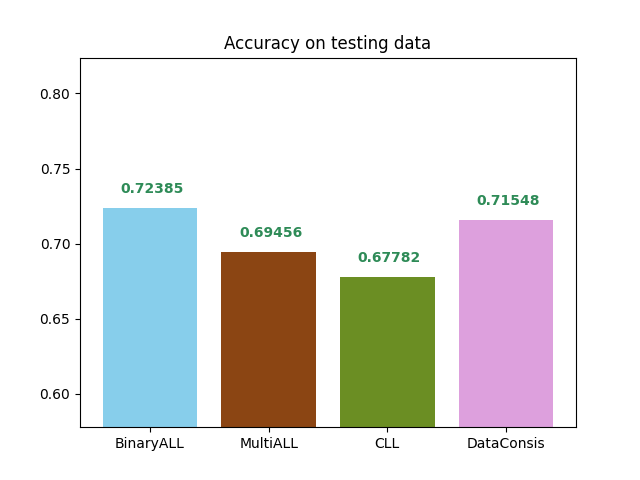 Accuracy on testing data
0.80
0.75
0.70
0.65
0.60
0.72385
0.69456
0.67782
0.71548
BinaryALL
MultiALL
CLL
DataConsis